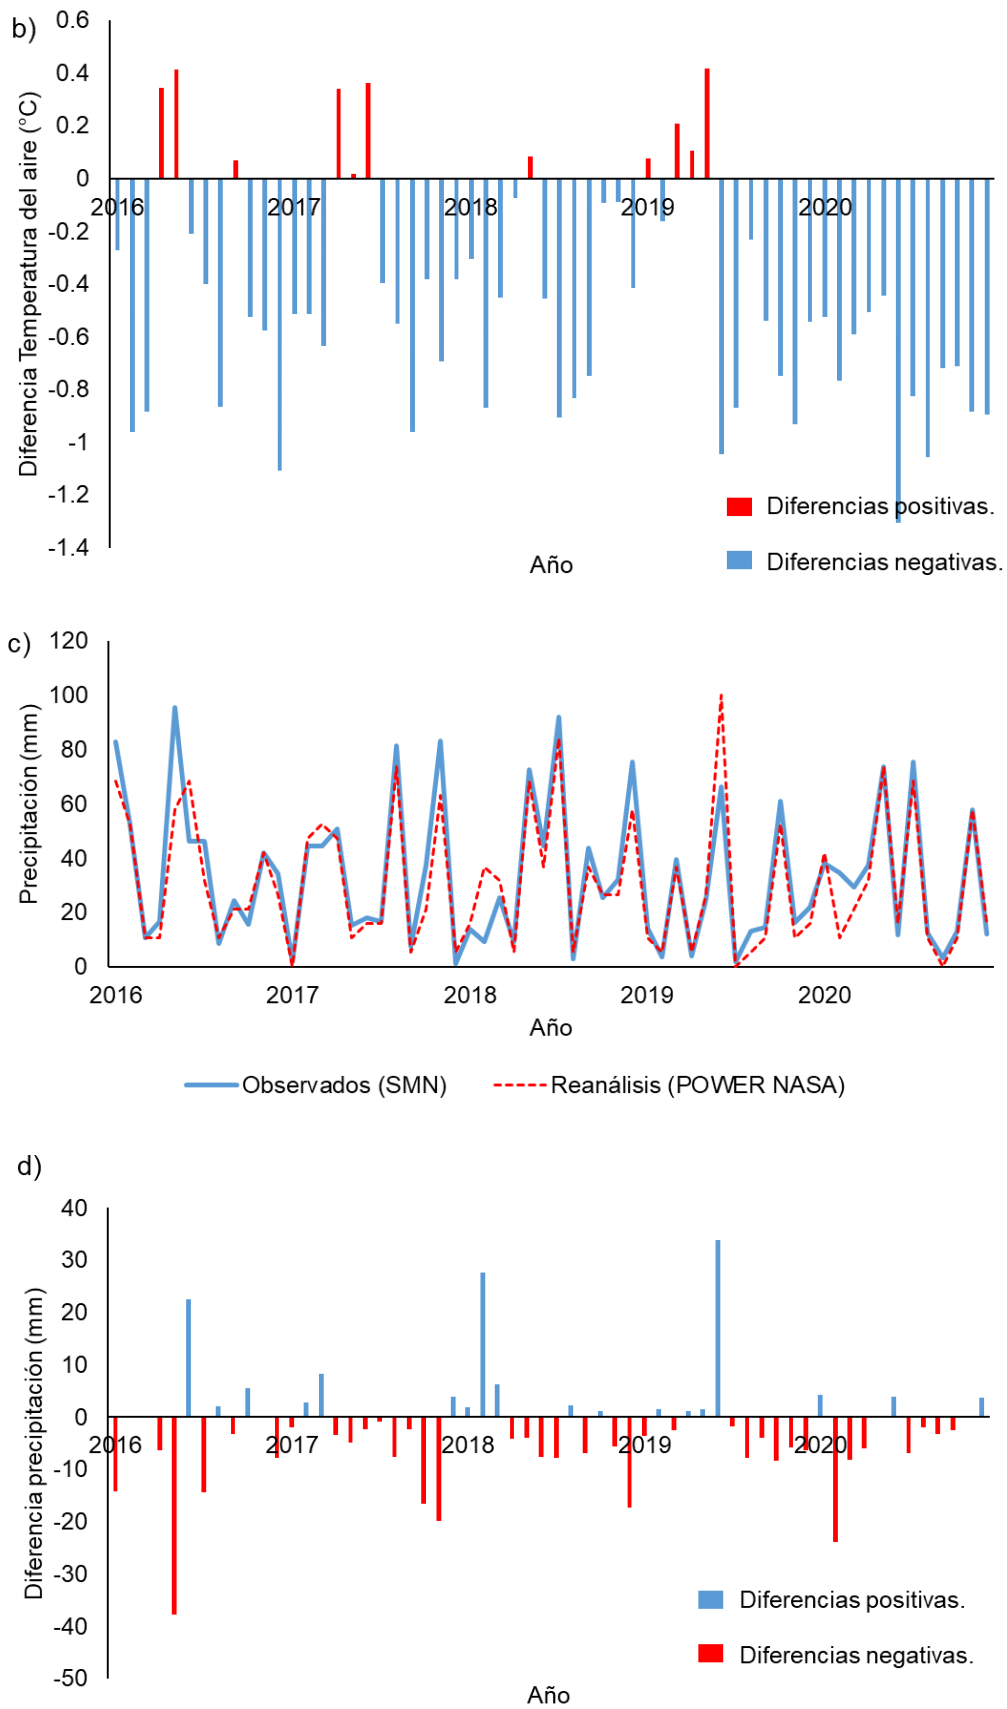 b)
Diferencia Temperatura del aire (°C)
0.6
0.4
0.2
0
-0.2
-0.4
-0.6
-0.8
-1
-1.2
-1.4
2016 2017 2018 2019 2020
Diferencias positivas.
Diferencias negativas.
Año
c)
Precipitación (mm)
120
100
80
60
40
20
0
2016 2017 2018 2019 2020
Año
Observados (SMN) Reanálisis (POWER NASA)
d)
Diferencia precipitación (mm)
40
30
20
10
0
-10
-20
-30
-40
-50
2016 2017 2018 2019 2020
Diferencias positivas.
Diferencias negativas.
Año